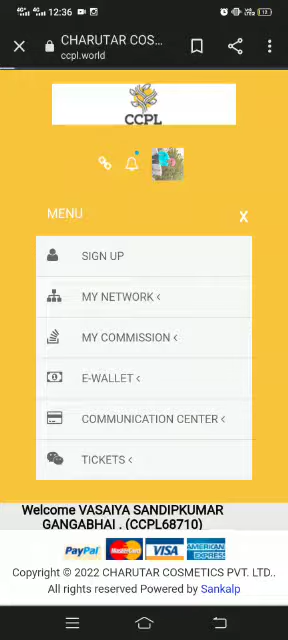 12:36
CHARUTAR COS...
ccpl.world
CCPL
MENU
X
SIGN UP
MY NETWORK <
MY COMMISSION <
E-WALLET <
COMMUNICATION CENTER <
TICKETS <
Welcome VASAIYA SANDIPKUMAR
GANGABHAI . (CCPL68710)
PayPal MasterCard VISA AMERICAN EXPRESS
Copyright © 2022 CHARUTAR COSMETICS PVT. LTD..
All rights reserved Powered by Sankalp